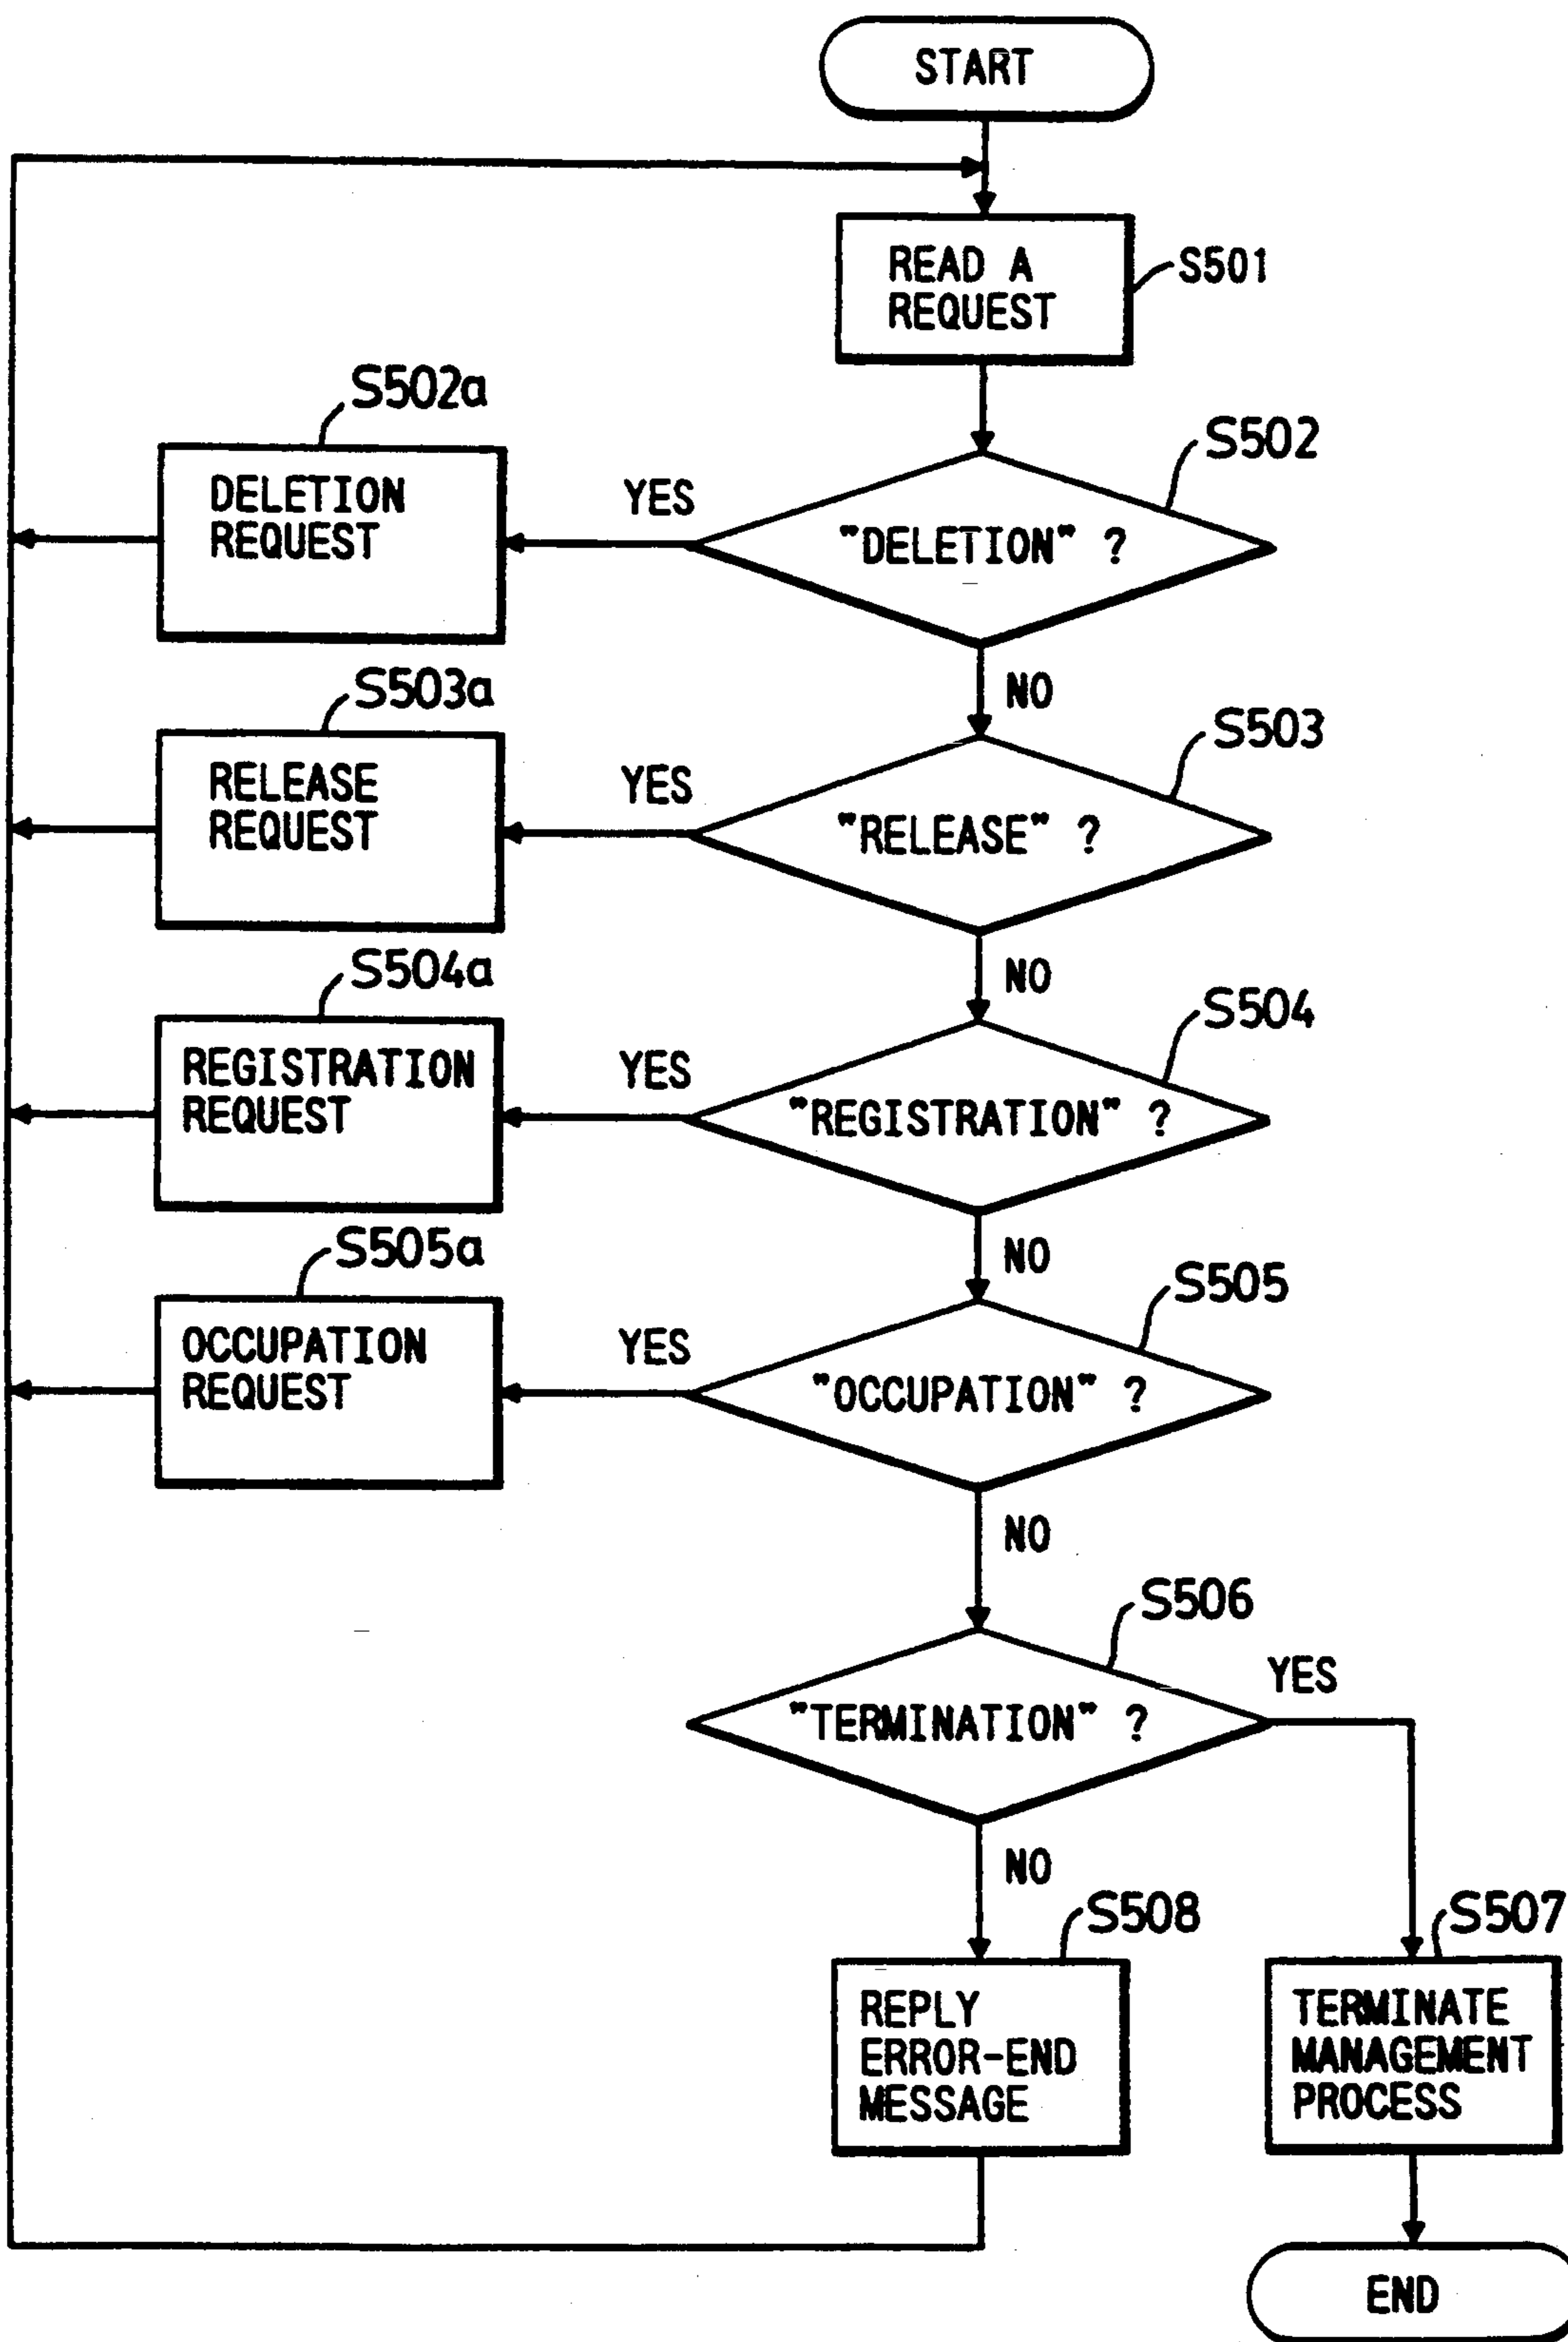 START
READ A
REQUEST
S501
S502a
DELETION
REQUEST
YES
"DELETION" ?
S502
NO
S503a
RELEASE
REQUEST
YES
"RELEASE" ?
S503
NO
S504a
REGISTRATION
REQUEST
YES
"REGISTRATION" ?
S504
NO
S505a
OCCUPATION
REQUEST
YES
"OCCUPATION" ?
S505
NO
S506
"TERMINATION" ?
YES
NO
S508
REPLY
ERROR-END
MESSAGE
S507
TERMINATE
MANAGEMENT
PROCESS
END